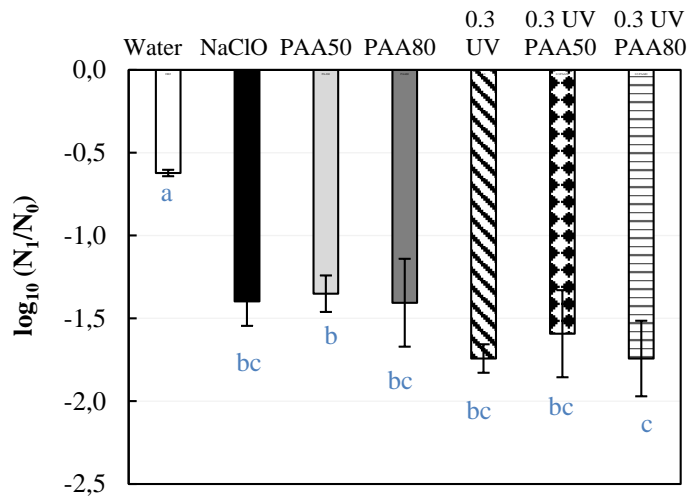 0.3 0.3 UV 0.3 UV
Water NaClO PAA50 PAA80 UV PAA50 PAA80
0,0
-0,5
-1,0
-1,5
-2,0
-2,5
log₁₀ (N₁/N₀)
a
bc
b
bc
bc
bc
c